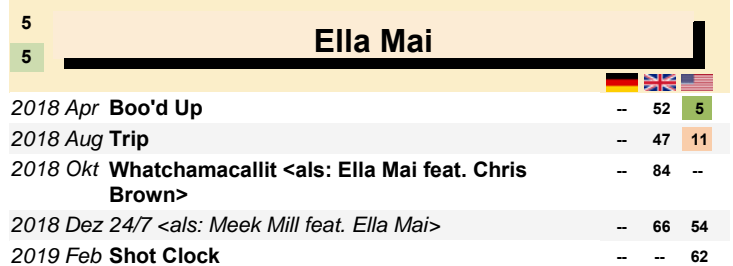 5
Ella Mai
5
2018 Apr Boo'd Up -- 52 5
2018 Aug Trip -- 47 11
2018 Okt Whatchamacallit <als: Ella Mai feat. Chris -- 84 --
Brown>
2018 Dez 24/7 <als: Meek Mill feat. Ella Mai> -- 66 54
2019 Feb Shot Clock -- -- 62